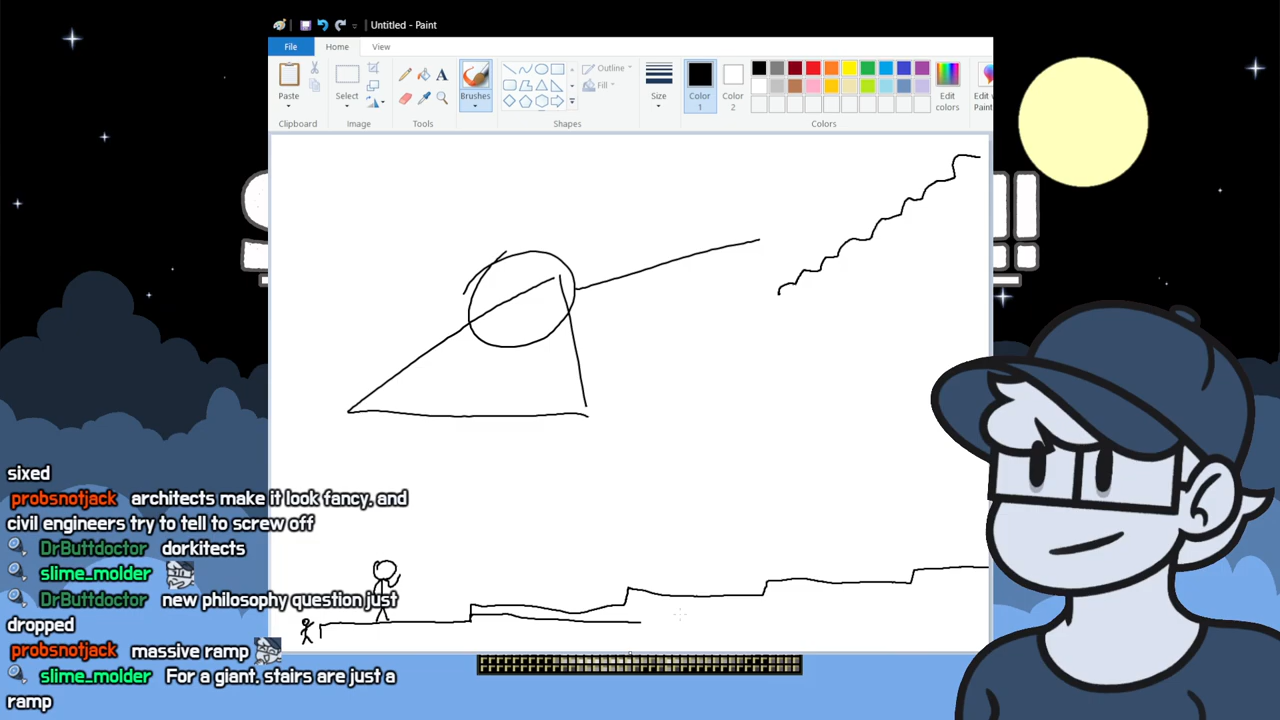 Untitled - Paint
File Home View
Paste
Select
Brushes
Outline
Fill
Size
Color
1
Color
2
Edit
colors
Edit w
Paint
Clipboard Image Tools Shapes Colors
sixed
probsnotjack architects make it look fancy, and
civil engineers try to tell to screw off
DrButtdoctor dorkitects
slime_molder
DrButtdoctor new philosophy question just
dropped
probsnotjack massive ramp
slime_molder For a giant, stairs are just a
ramp